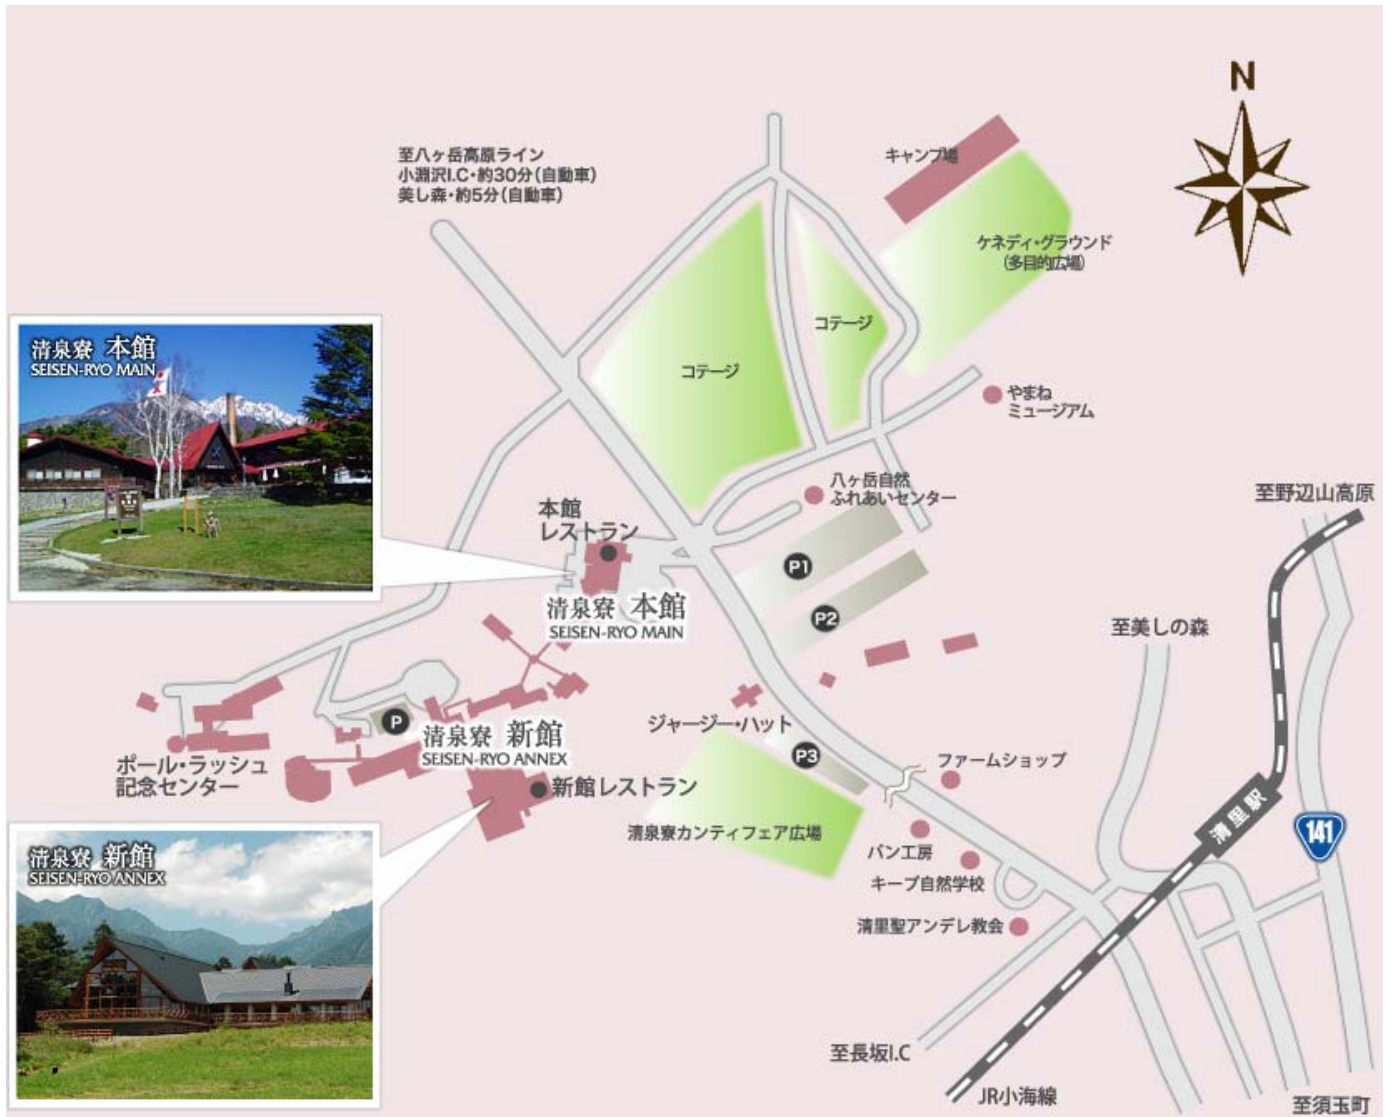 N
至八ヶ岳高原ライン
小淵沢I.C・約30分(自動車)
美し森・約5分(自動車)
キャンプ場
ケネディ・グラウンド
(多目的広場)
コテージ
コテージ
やまね
ミュージアム
清泉寮 本館
SEISEN-RYO MAIN
八ヶ岳自然
ふれあいセンター
至野辺山高原
本館
レストラン
P1
P2
清泉寮 本館
SEISEN-RYO MAIN
至美しの森
P
清泉寮 新館
SEISEN-RYO ANNEX
ジャージー・ハット
P3
ポール・ラッシュ
記念センター
新館レストラン
ファームショップ
清里駅
141
清泉寮カンティフェア広場
パン工房
キープ自然学校
清泉寮 新館
SEISEN-RYO ANNEX
清里聖アンデレ教会
至長坂I.C
JR小海線
至須玉町